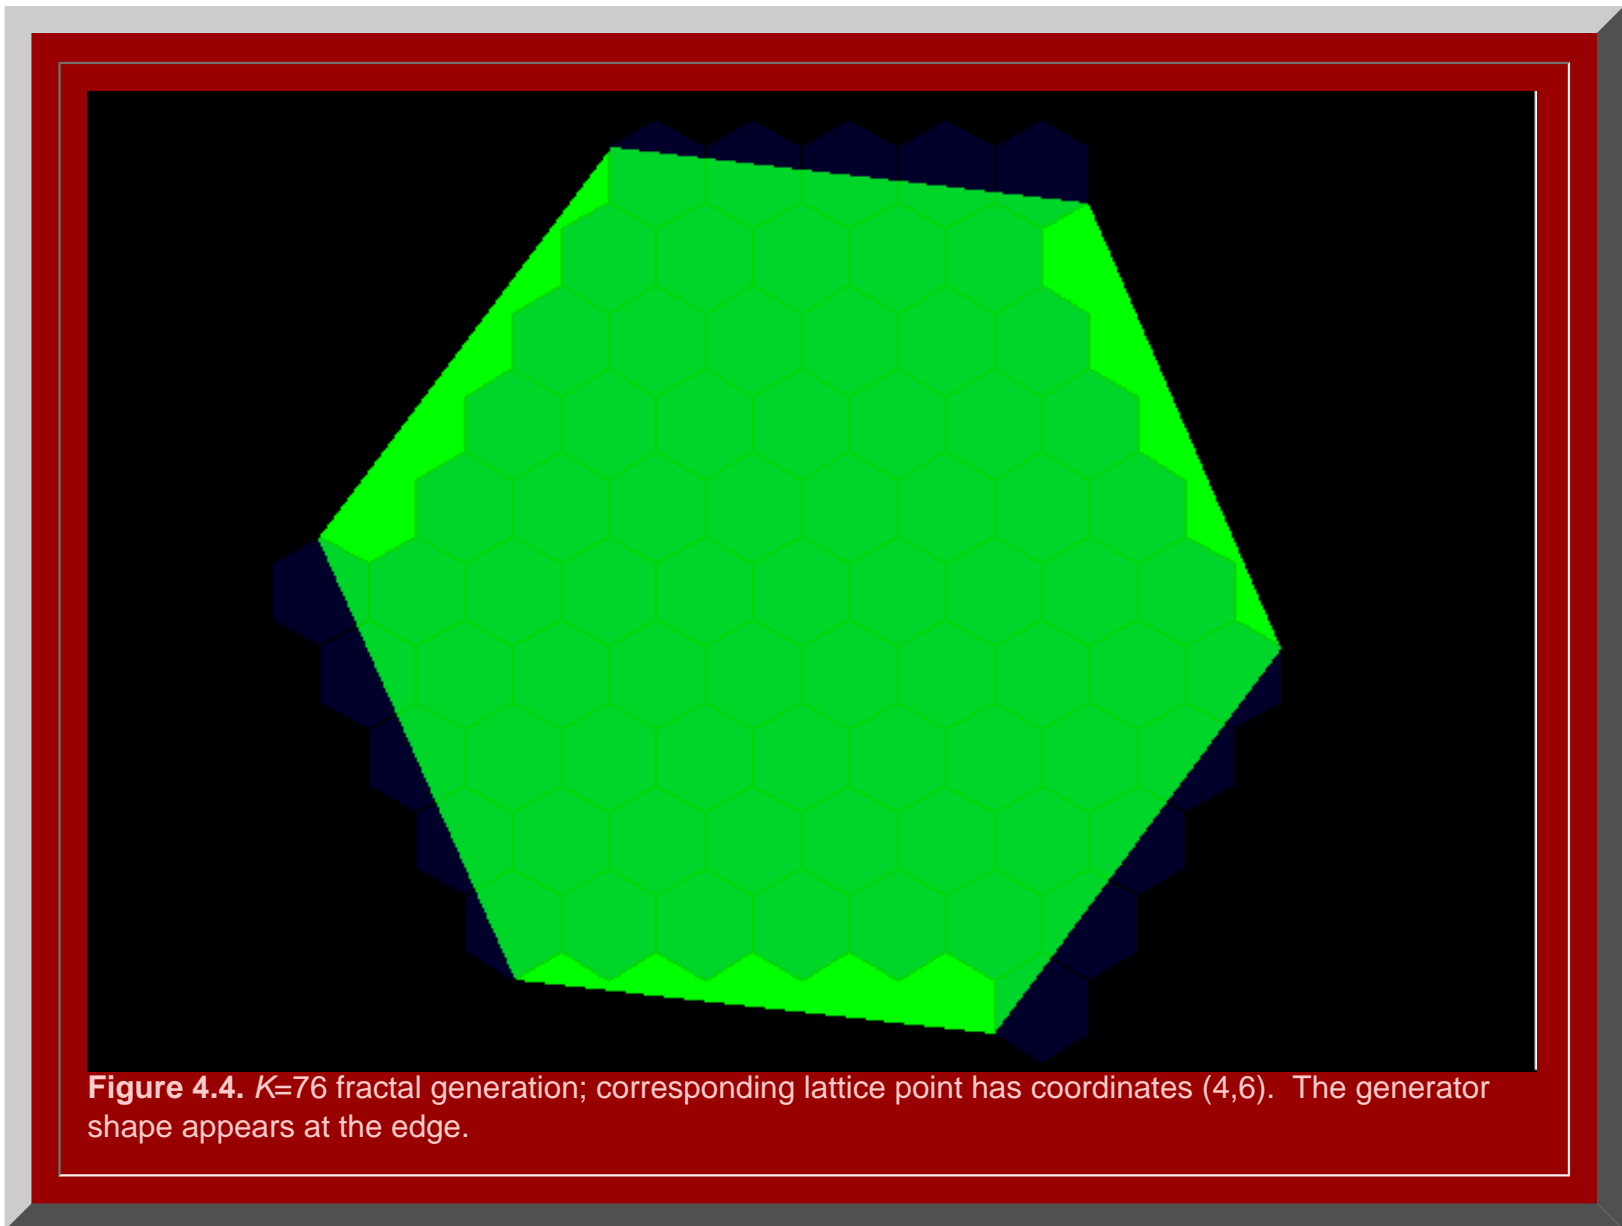 Figure 4.4. K=76 fractal generation; corresponding lattice point has coordinates (4,6).  The generator
shape appears at the edge.